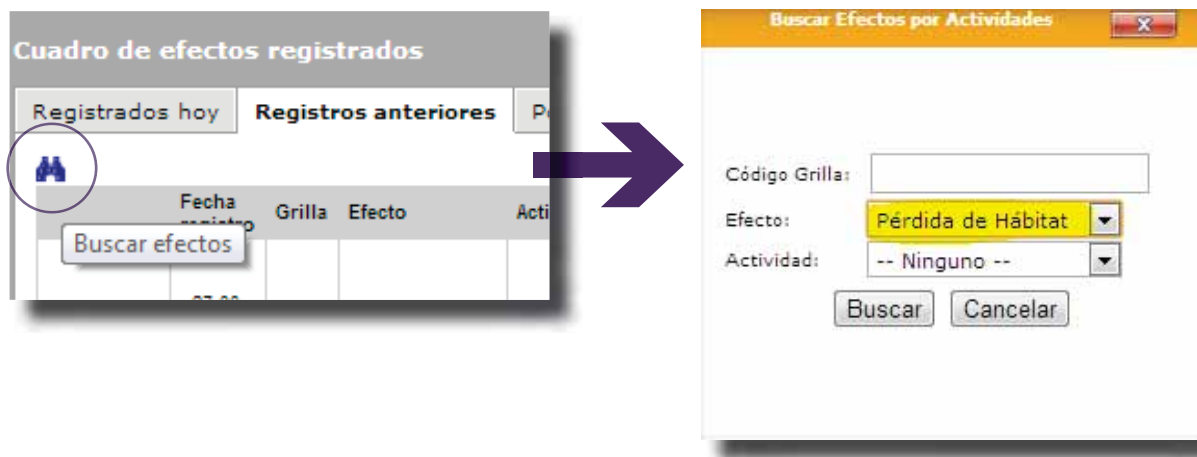 Cuadro de efectos registrados
Registrados hoy
Registros anteriores
Fecha
Grilla
Efecto
Buscar efectos
Buscar Efectos por Actividades
X
Código Grilla:
Efecto:
Pérdida de Hábitat
Actividad:
-- Ninguno --
Buscar
Cancelar